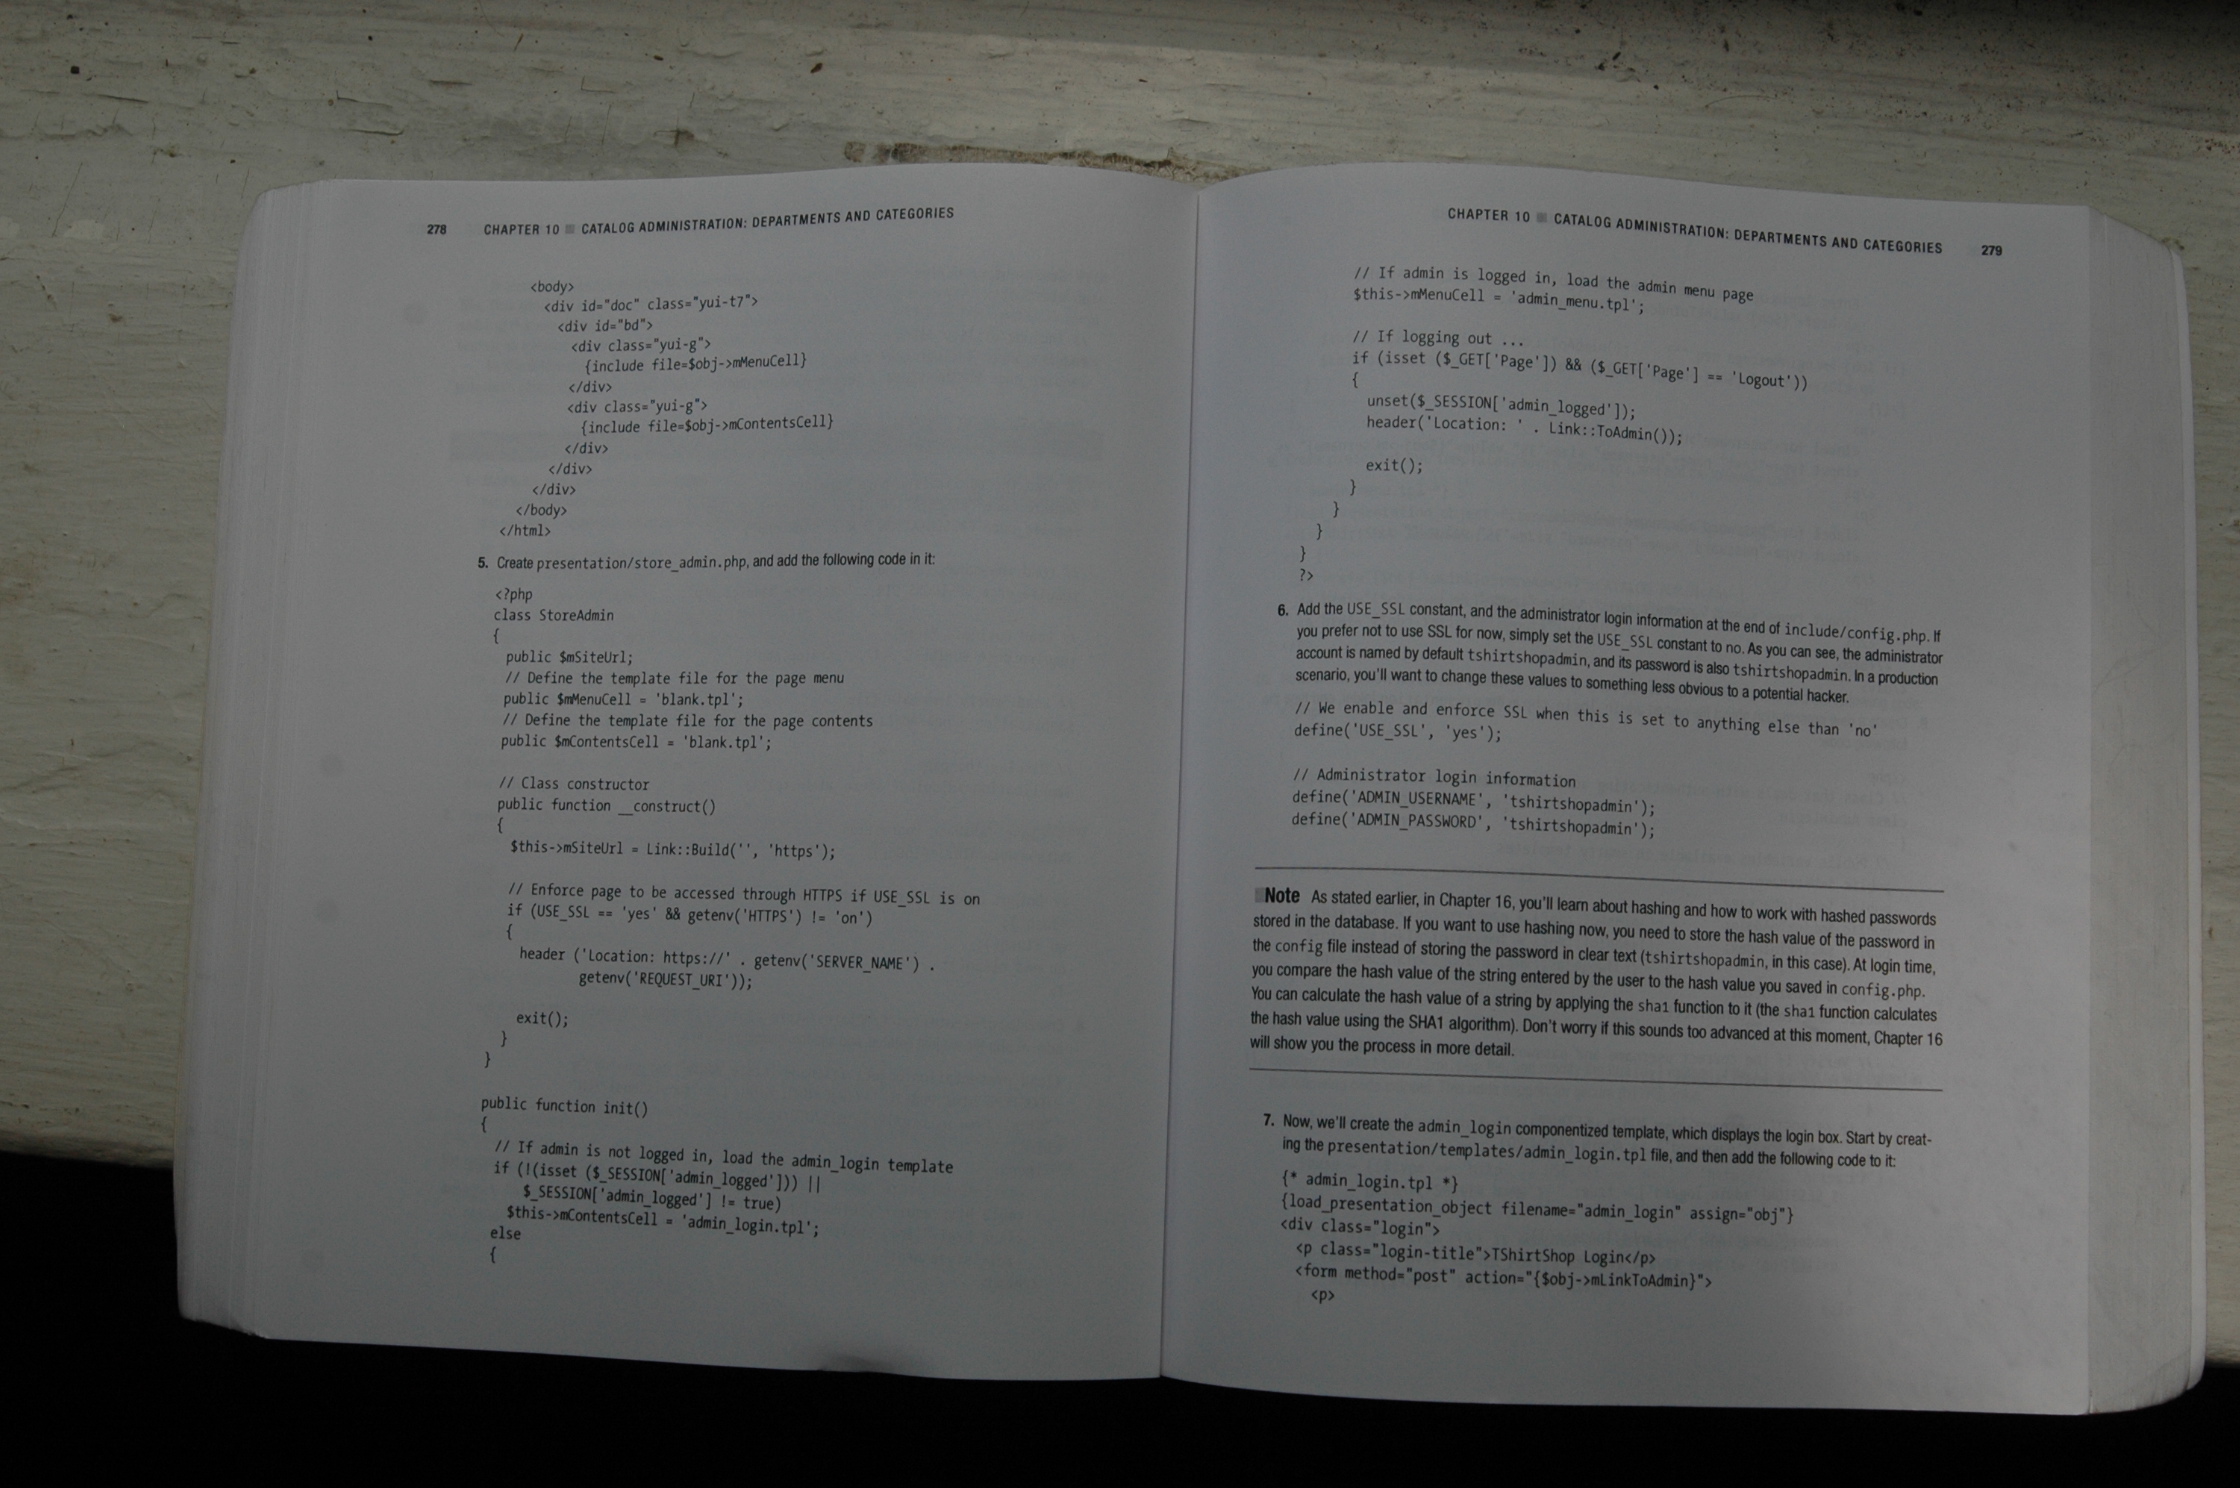 278 CHAPTER 10 ■ CATALOG ADMINISTRATION: DEPARTMENTS AND CATEGORIES
<body>
<div id="doc" class="yui-t7">
<div id="bd">
<div class="yui-g">
{include file=$obj->mMenuCell}
</div>
<div class="yui-g">
{include file=$obj->mContentsCell}
</div>
</div>
</div>
</body>
</html>
5. Create presentation/store_admin.php, and add the following code in it:
<?php
class StoreAdmin
{
public $mSiteUrl;
// Define the template file for the page menu
public $mMenuCell = 'blank.tpl';
// Define the template file for the page contents
public $mContentsCell = 'blank.tpl';
// Class constructor
public function __construct()
{
$this->mSiteUrl = Link::Build('', 'https');
// Enforce page to be accessed through HTTPS if USE_SSL is on
if (USE_SSL == 'yes' && getenv('HTTPS') != 'on')
{
header ('Location: https://' . getenv('SERVER_NAME') .
getenv('REQUEST_URI'));
exit();
}
}
public function init()
{
// If admin is not logged in, load the admin_login template
if (!(isset ($_SESSION['admin_logged'])) ||
$_SESSION['admin_logged'] != true)
$this->mContentsCell = 'admin_login.tpl';
else
{
CHAPTER 10 ■ CATALOG ADMINISTRATION: DEPARTMENTS AND CATEGORIES 279
// If admin is logged in, load the admin menu page
$this->mMenuCell = 'admin_menu.tpl';
// If logging out ...
if (isset ($_GET['Page']) && ($_GET['Page'] == 'Logout'))
{
unset($_SESSION['admin_logged']);
header('Location: ' . Link::ToAdmin());
exit();
}
}
}
}
?>
6. Add the USE_SSL constant, and the administrator login information at the end of include/config.php. If
you prefer not to use SSL for now, simply set the USE_SSL constant to no. As you can see, the administrator
account is named by default tshirtshopadmin, and its password is also tshirtshopadmin. In a production
scenario, you'll want to change these values to something less obvious to a potential hacker.
// We enable and enforce SSL when this is set to anything else than 'no'
define('USE_SSL', 'yes');
// Administrator login information
define('ADMIN_USERNAME', 'tshirtshopadmin');
define('ADMIN_PASSWORD', 'tshirtshopadmin');
■ Note As stated earlier, in Chapter 16, you'll learn about hashing and how to work with hashed passwords
stored in the database. If you want to use hashing now, you need to store the hash value of the password in
the config file instead of storing the password in clear text (tshirtshopadmin, in this case). At login time,
you compare the hash value of the string entered by the user to the hash value you saved in config.php.
You can calculate the hash value of a string by applying the sha1 function to it (the sha1 function calculates
the hash value using the SHA1 algorithm). Don't worry if this sounds too advanced at this moment, Chapter 16
will show you the process in more detail.
7. Now, we'll create the admin_login componentized template, which displays the login box. Start by creat-
ing the presentation/templates/admin_login.tpl file, and then add the following code to it:
{* admin_login.tpl *}
{load_presentation_object filename="admin_login" assign="obj"}
<div class="login">
<p class="login-title">TShirtShop Login</p>
<form method="post" action="{$obj->mLinkToAdmin}">
<p>